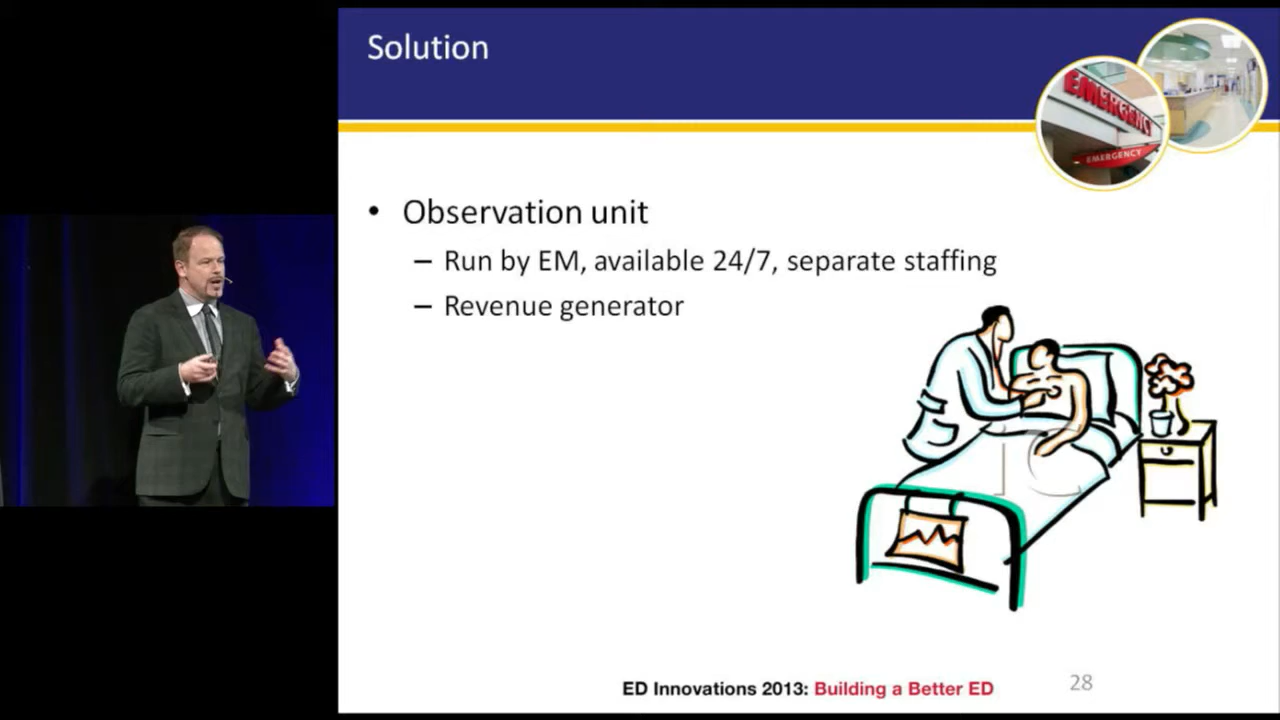 Solution
EMERGENC
EMERGENCY
• Observation unit
– Run by EM, available 24/7, separate staffing
– Revenue generator
ED Innovations 2013: Building a Better ED
28